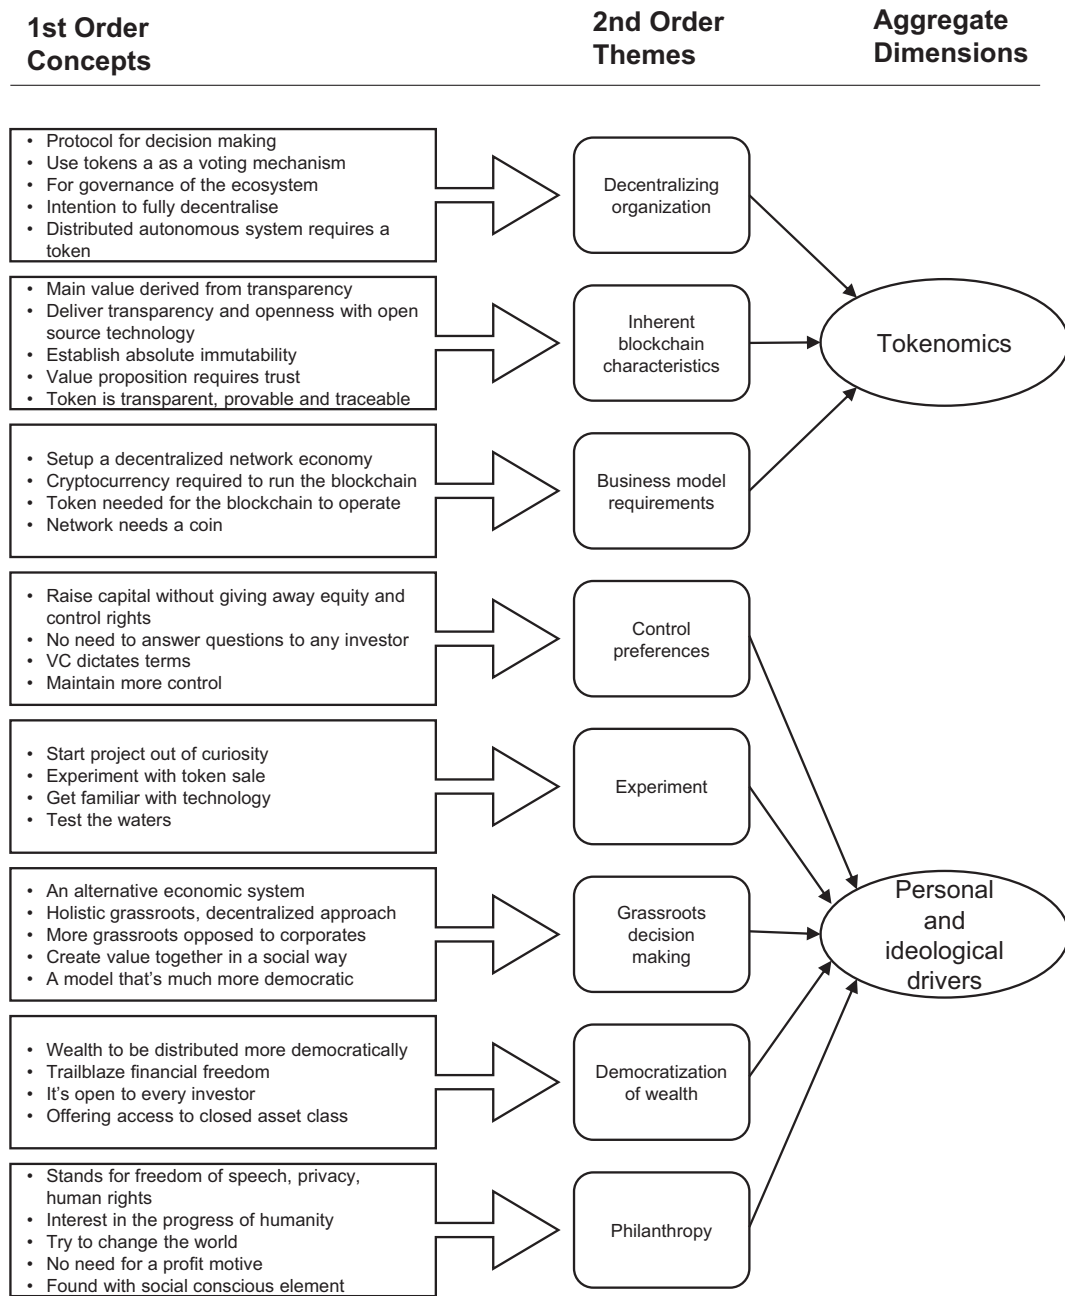 1st Order
Concepts
2nd Order
Themes
Aggregate
Dimensions
• Protocol for decision making
• Use tokens a as a voting mechanism
• For governance of the ecosystem
• Intention to fully decentralise
• Distributed autonomous system requires a
token
Decentralizing
organization
• Main value derived from transparency
• Deliver transparency and openness with open
source technology
• Establish absolute immutability
• Value proposition requires trust
• Token is transparent, provable and traceable
Inherent
blockchain
characteristics
Tokenomics
• Setup a decentralized network economy
• Cryptocurrency required to run the blockchain
• Token needed for the blockchain to operate
• Network needs a coin
Business model
requirements
• Raise capital without giving away equity and
control rights
• No need to answer questions to any investor
• VC dictates terms
• Maintain more control
Control
preferences
• Start project out of curiosity
• Experiment with token sale
• Get familiar with technology
• Test the waters
Experiment
• An alternative economic system
• Holistic grassroots, decentralized approach
• More grassroots opposed to corporates
• Create value together in a social way
• A model that's much more democratic
Grassroots
decision
making
Personal
and
ideological
drivers
• Wealth to be distributed more democratically
• Trailblaze financial freedom
• It's open to every investor
• Offering access to closed asset class
Democratization
of wealth
• Stands for freedom of speech, privacy,
human rights
• Interest in the progress of humanity
• Try to change the world
• No need for a profit motive
• Found with social conscious element
Philanthropy